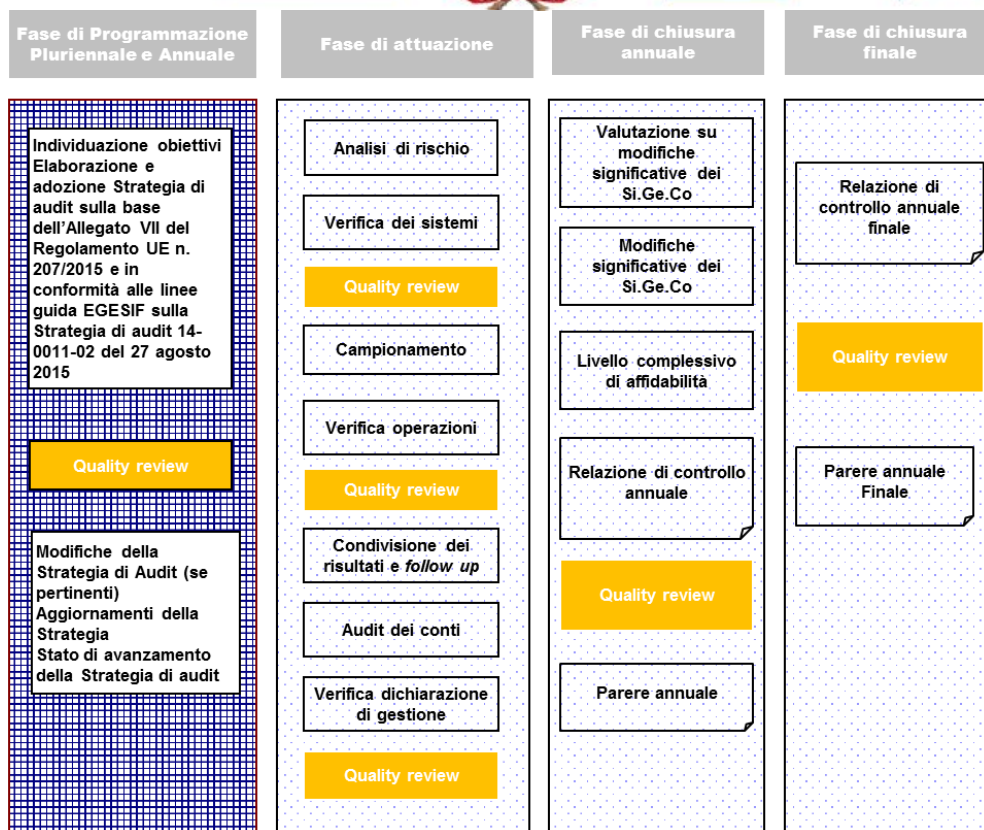 Fase di Programmazione
Pluriennale e Annuale
Individuazione obiettivi
Elaborazione e
adozione Strategia di
audit sulla base
dell'Allegato VII del
Regolamento UE n.
207/2015 e in
conformità alle linee
guida EGESIF sulla
Strategia di audit 14-
0011-02 del 27 agosto
2015
Quality review
Modifiche della
Strategia di Audit (se
pertinenti)
Aggiornamenti della
Strategia
Stato di avanzamento
della Strategia di audit
Fase di attuazione
Analisi di rischio
Verifica dei sistemi
Quality review
Campionamento
Verifica operazioni
Quality review
Condivisione dei
risultati e follow up
Audit dei conti
Verifica dichiarazione
di gestione
Quality review
Fase di chiusura
annuale
Valutazione su
modifiche
significative dei
Si.Ge.Co
Modifiche
significative dei
Si.Ge.Co
Livello complessivo
di affidabilità
Relazione di controllo
annuale
Quality review
Parere annuale
Fase di chiusura
finale
Relazione di
controllo annuale
finale
Quality review
Parere annuale
Finale